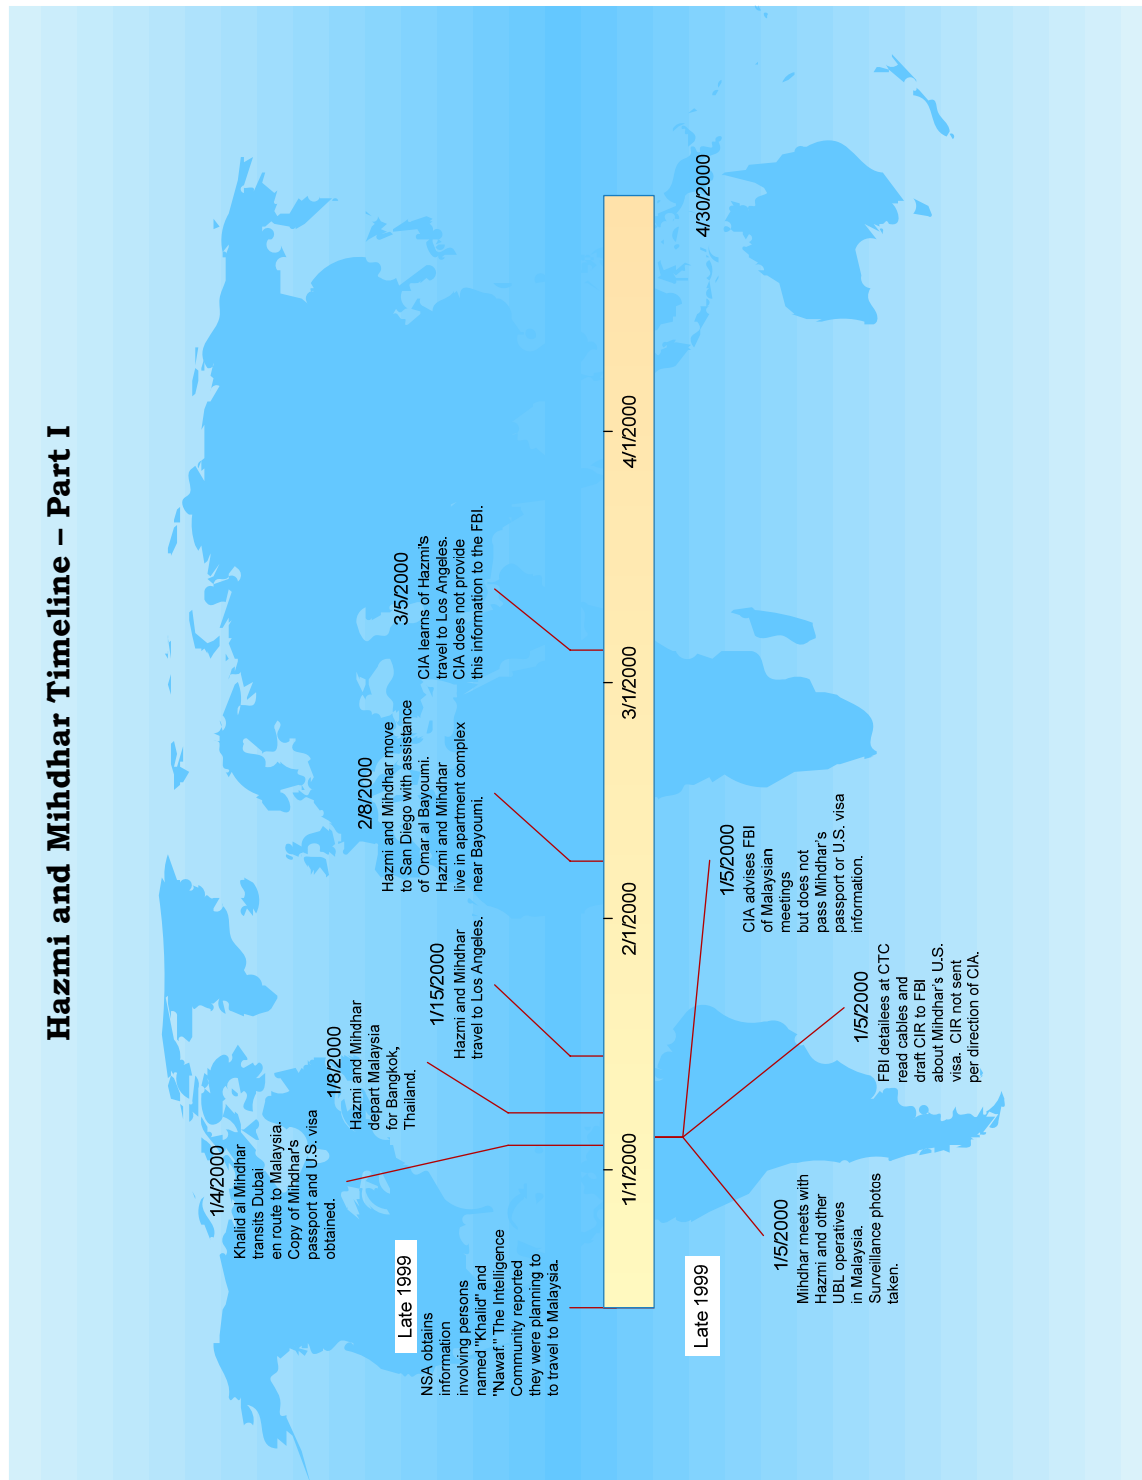 Hazmi and Mihdhar Timeline – Part I
Late 1999
NSA obtains
information
involving persons
named "Khalid" and
"Nawaf." The Intelligence
Community reported
they were planning to
to travel to Malaysia.
1/4/2000
Khalid al Mihdhar
transits Dubai
en route to Malaysia.
Copy of Mihdhar's
passport and U.S. visa
obtained.
1/8/2000
Hazmi and Mihdhar
depart Malaysia
for Bangkok,
Thailand.
1/15/2000
Hazmi and Mihdhar
travel to Los Angeles.
2/8/2000
Hazmi and Mihdhar move
to San Diego with assistance
of Omar al Bayoumi.
Hazmi and Mihdhar
live in apartment complex
near Bayoumi.
3/5/2000
CIA learns of Hazmi's
travel to Los Angeles.
CIA does not provide
this information to the FBI.
1/1/2000
2/1/2000
3/1/2000
4/1/2000
Late 1999
4/30/2000
1/5/2000
Mihdhar meets with
Hazmi and other
UBL operatives
in Malaysia.
Surveillance photos
taken.
1/5/2000
FBI detailees at CTC
read cables and
draft CIR to FBI
about Mihdhar's U.S.
visa. CIR not sent
per direction of CIA.
1/5/2000
CIA advises FBI
of Malaysian
meetings
but does not
pass Mihdhar's
passport or U.S. visa
information.